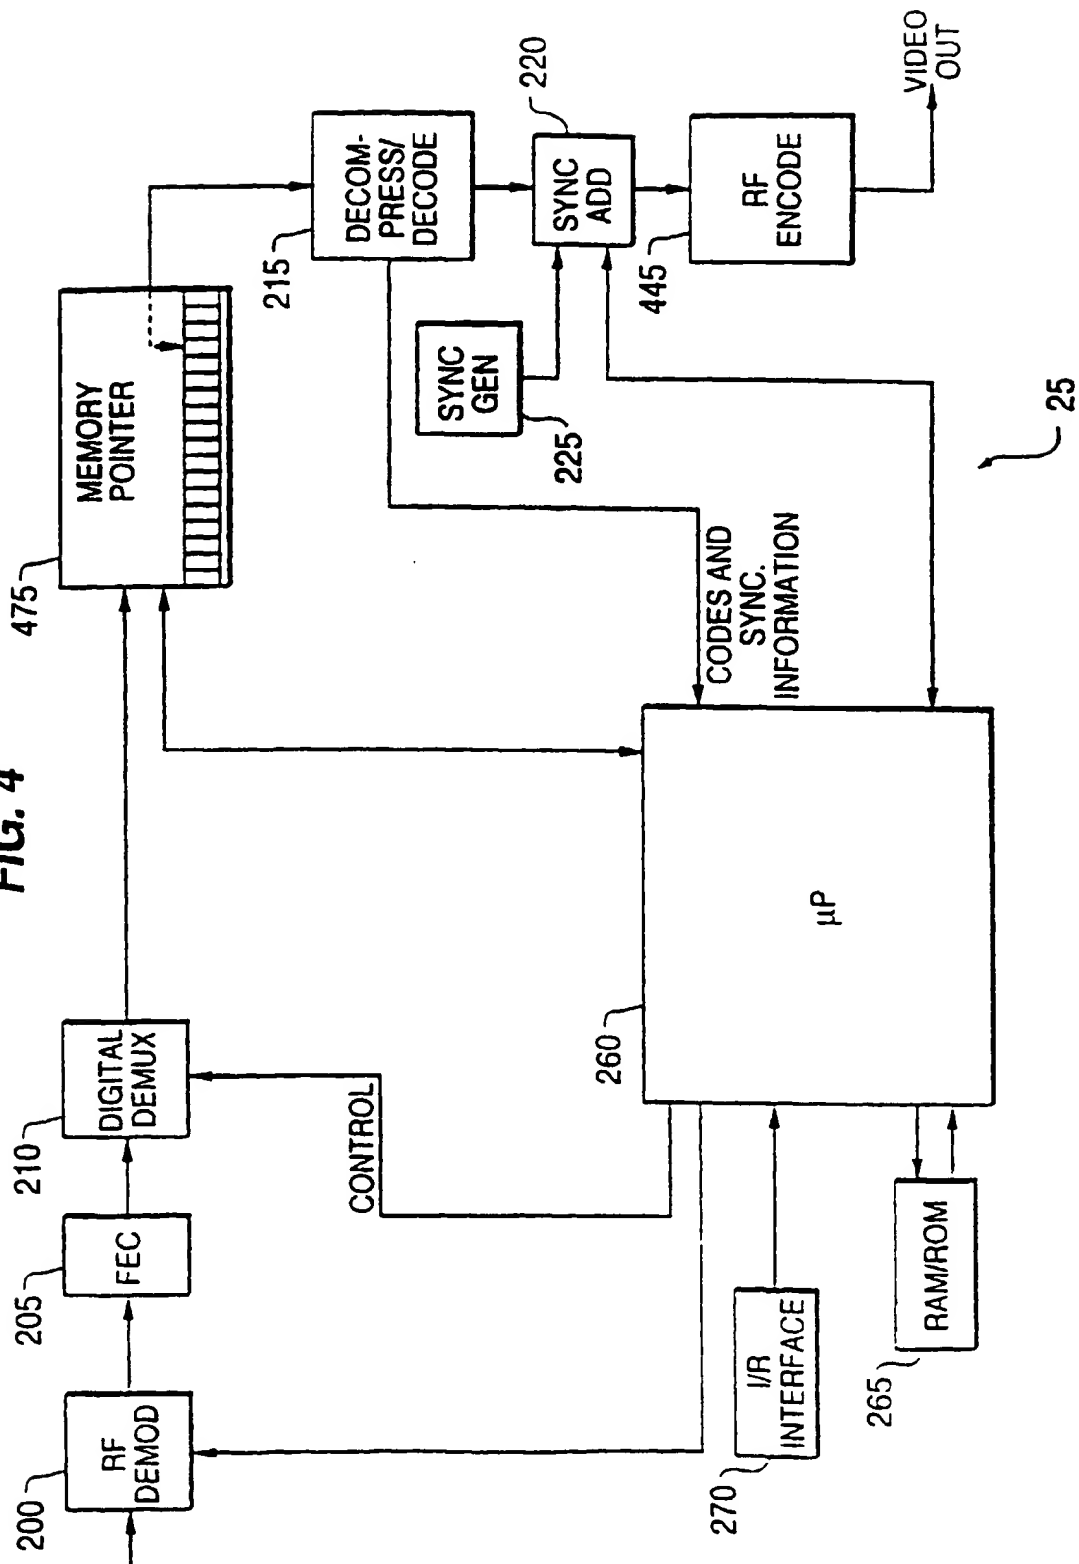 FIG. 4
200
RF
DEMOD
205
FEC
210
DIGITAL
DEMUX
475
MEMORY
POINTER
CONTROL
215
DECOM-
PRESS/
DECODE
SYNC
GEN
225
SYNC
ADD
220
445
RF
ENCODE
VIDEO
OUT
CODES AND
SYNC.
INFORMATION
260
µP
270
I/R
INTERFACE
265
RAM/ROM
25